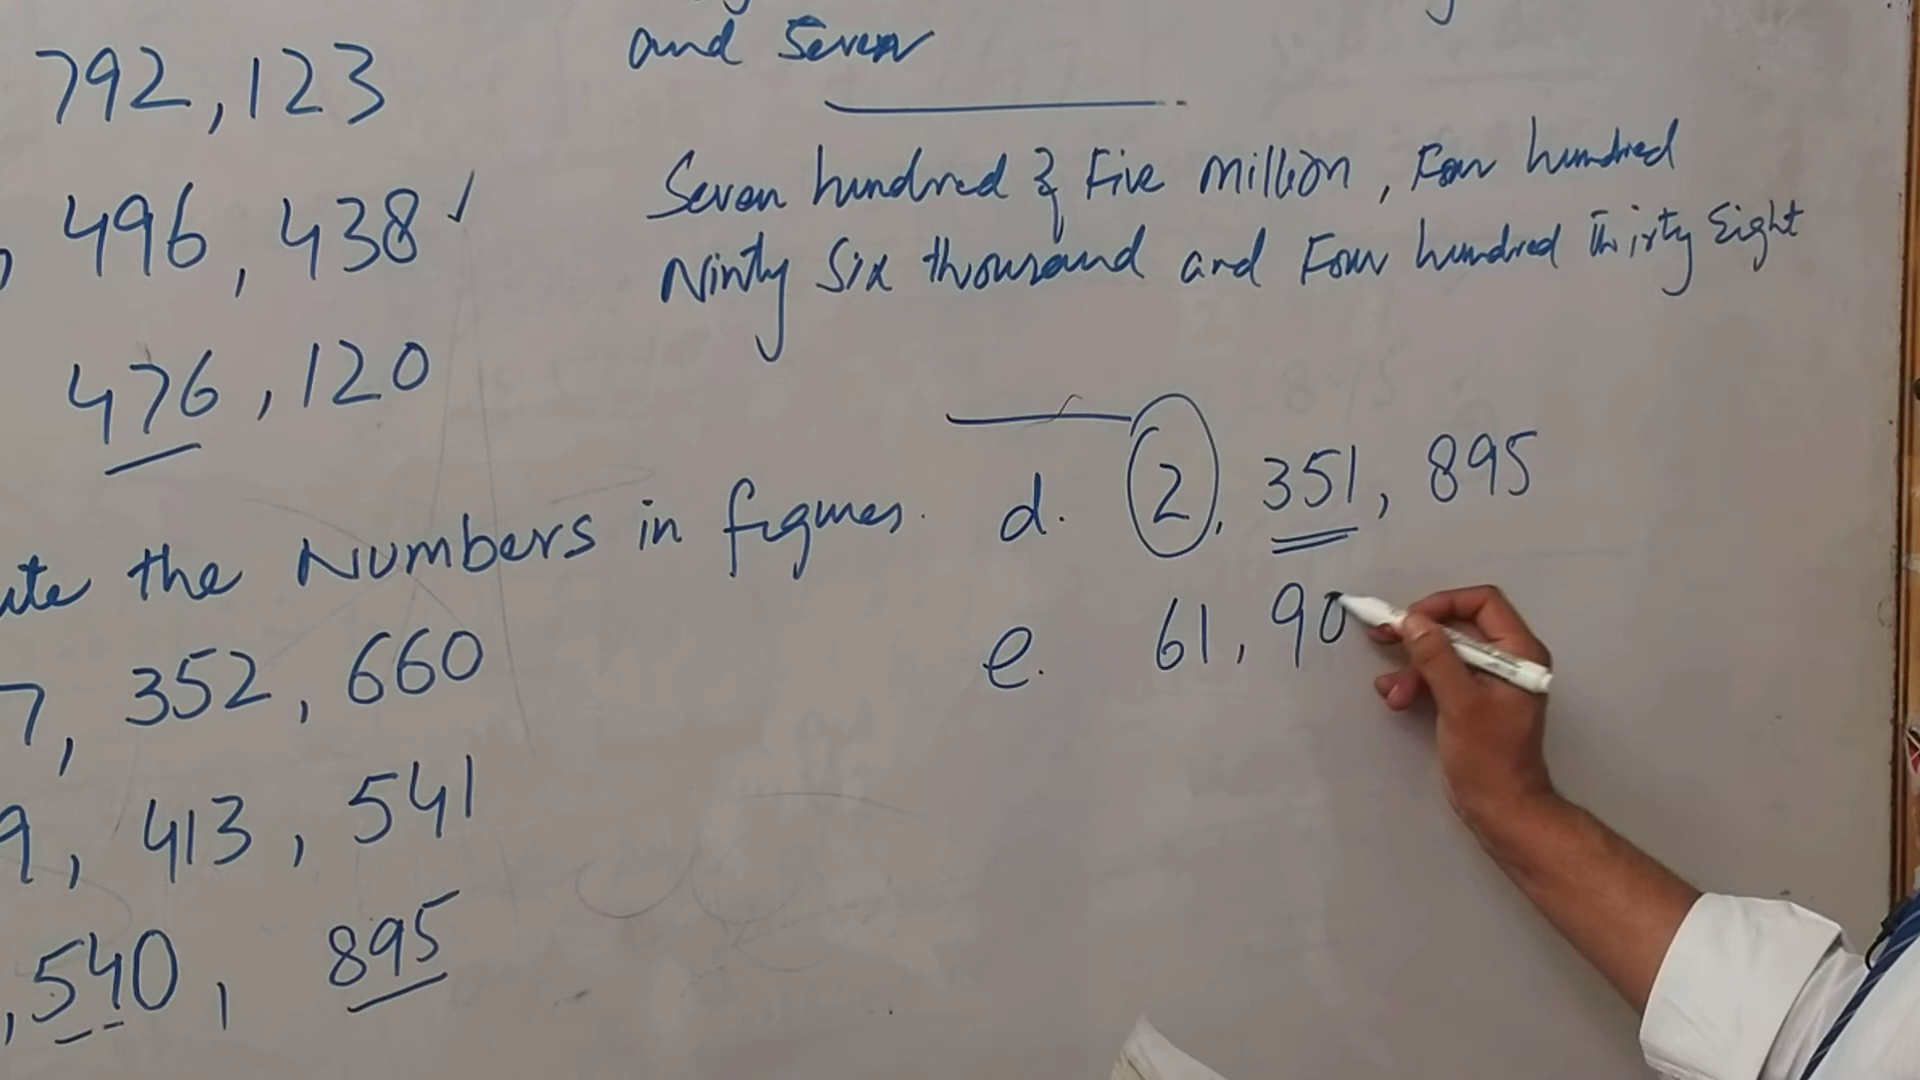 792,123
496,438
476,120
and Seven
Seven hundred & Five million, Four hundred
Ninty Six thousand and Four hundred Thirty Eight
the Numbers in figures.
7, 352, 660
9, 413, 541
,540, 895
d. 2, 351, 895
e. 61,90